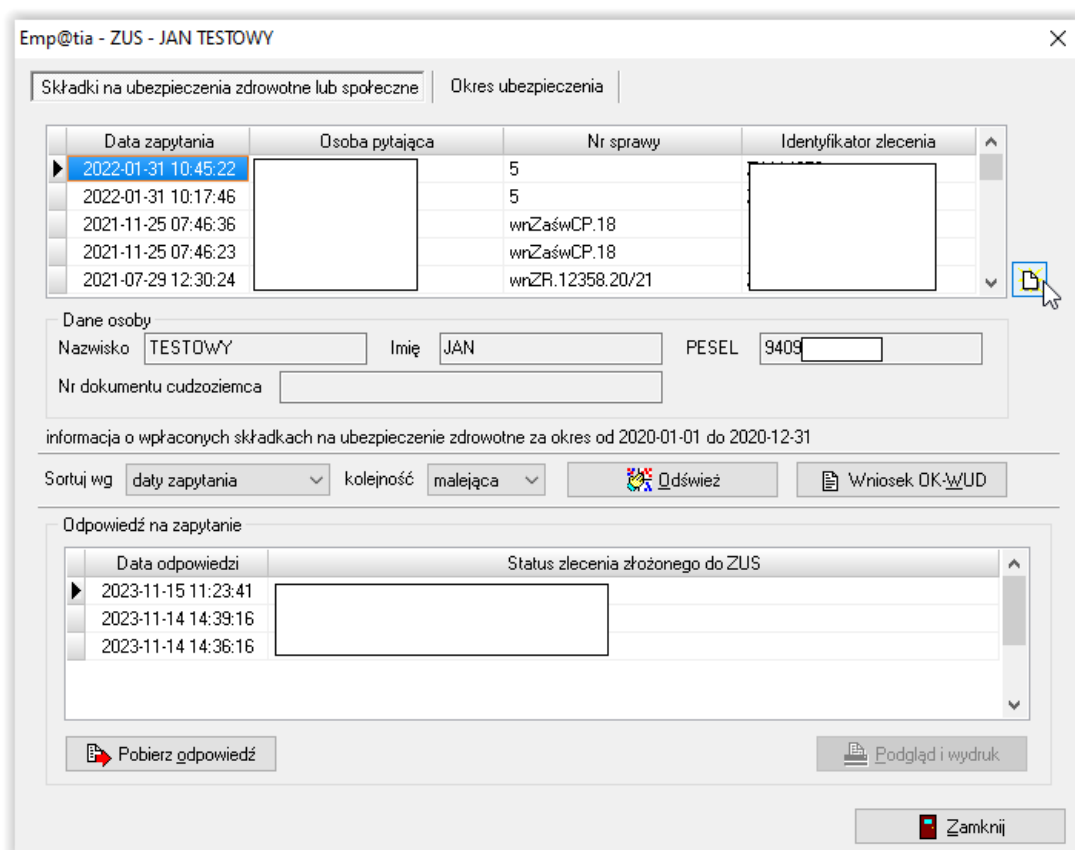 Emp@tia - ZUS - JAN TESTOWY
Składki na ubezpieczenia zdrowotne lub społeczne Okres ubezpieczenia
Data zapytania Osoba pytająca Nr sprawy Identyfikator zlecenia
2022-01-31 10:45:22 5
2022-01-31 10:17:46 5
2021-11-25 07:46:36 wnZaśwCP.18
2021-11-25 07:46:23 wnZaśwCP.18
2021-07-29 12:30:24 wnZR.12358.20/21
Dane osoby
Nazwisko TESTOWY Imię JAN PESEL 9409
Nr dokumentu cudzoziemca
informacja o wpłaconych składkach na ubezpieczenie zdrowotne za okres od 2020-01-01 do 2020-12-31
Sortuj wg daty zapytania kolejność malejąca Odśwież Wniosek OK-WUD
Odpowiedź na zapytanie
Data odpowiedzi Status zlecenia złożonego do ZUS
2023-11-15 11:23:41
2023-11-14 14:39:16
2023-11-14 14:36:16
Pobierz odpowiedź Podgląd i wydruk
Zamknij